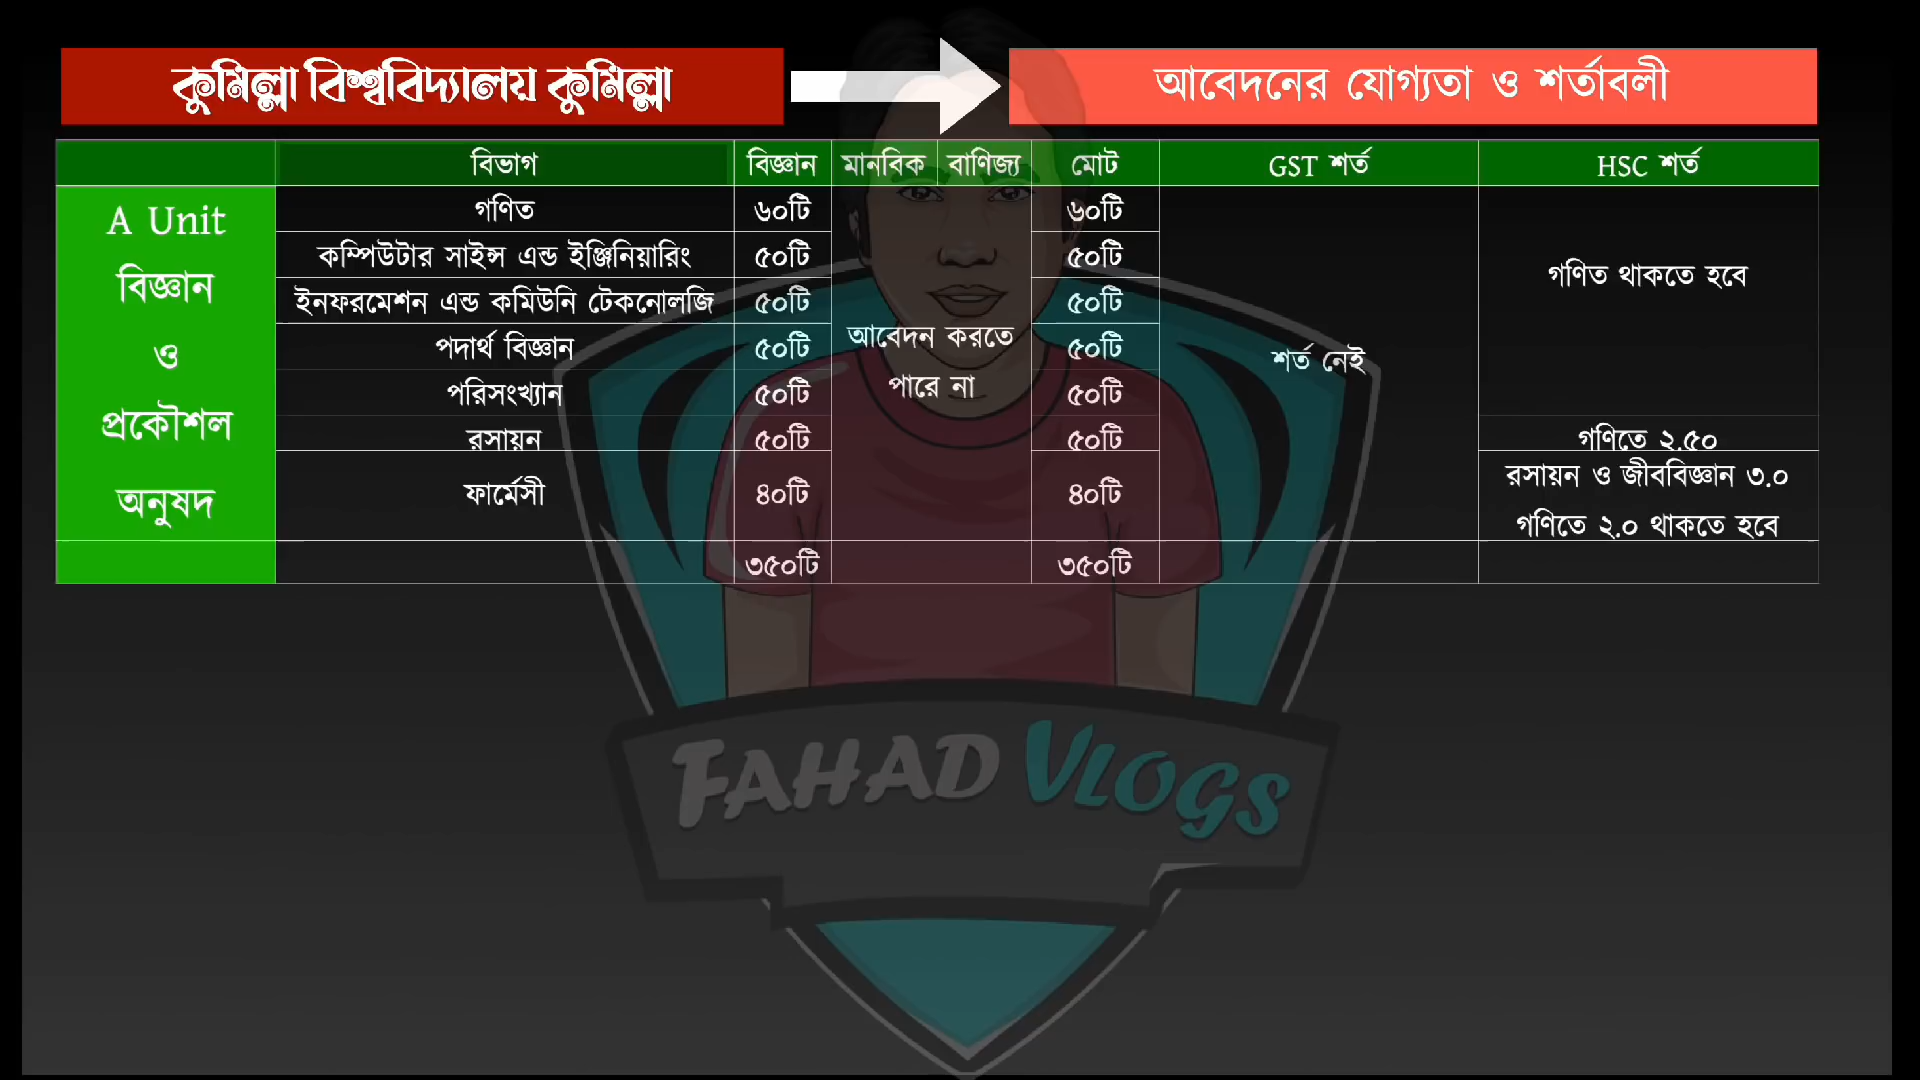 কুমিল্লা বিশ্ববিদ্যালয় কুমিল্লা
আবেদনের যোগ্যতা ও শর্তাবলী
বিভাগ বিজ্ঞান মানবিক বাণিজ্য মোট GST শর্ত HSC শর্ত
A Unit
বিজ্ঞান
ও
প্রকৌশল
অনুষদ
গণিত ৬০টি ৬০টি
কম্পিউটার সাইন্স এন্ড ইঞ্জিনিয়ারিং ৫০টি ৫০টি
ইনফরমেশন এন্ড কমিউনি টেকনোলজি ৫০টি ৫০টি
পদার্থ বিজ্ঞান ৫০টি ৫০টি
পরিসংখ্যান ৫০টি ৫০টি
রসায়ন ৫০টি ৫০টি
ফার্মেসী ৪০টি ৪০টি
৩৫০টি ৩৫০টি
আবেদন করতে
পারে না
শর্ত নেই
গণিত থাকতে হবে
গণিতে ২.৫০
রসায়ন ও জীববিজ্ঞান ৩.০
গণিতে ২.০ থাকতে হবে
FAHAD VLOGS